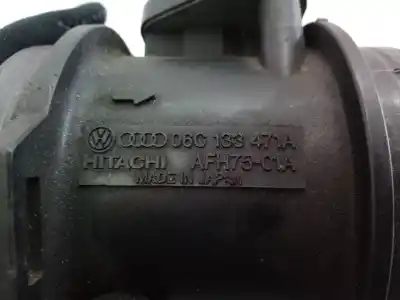 06C 133 471A
HITACHI AFH75-01A
MADE IN JAPAN